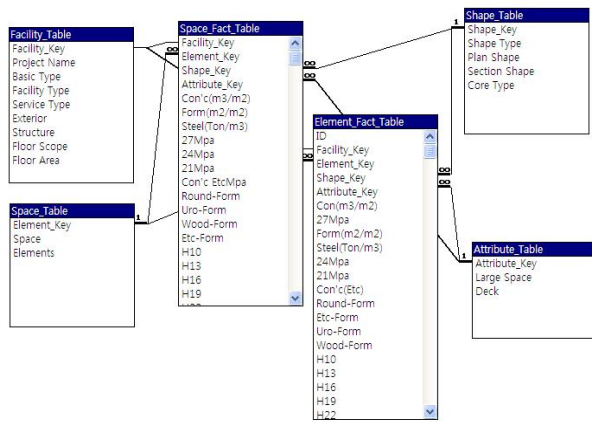 Facility_Table
Facility_Key
Project Name
Basic Type
Facility Type
Service Type
Exterior
Structure
Floor Scope
Floor Area
Space_Table
Element_Key
Space
Elements
1
Space_Fact_Table
Facility_Key
Element_Key
Shape_Key
Attribute_Key
Con'c(m3/m2)
Form(m2/m2)
Steel(Ton/m3)
27Mpa
24Mpa
21Mpa
Con'c EtcMpa
Round-Form
Uro-Form
Wood-Form
Etc-Form
H10
H13
H16
H19
∞
∞
∞
∞
Element_Fact_Table
ID
Facility_Key
Element_Key
Shape_Key
Attribute_Key
Con(m3/m2)
27Mpa
Form(m2/m2)
Steel(Ton/m3)
24Mpa
21Mpa
Con'c(Etc)
Round-Form
Etc-Form
Uro-Form
Wood-Form
H10
H13
H16
H19
H22
∞
∞
1
Shape_Table
Shape_Key
Shape Type
Plan Shape
Section Shape
Core Type
1
Attribute_Table
Attribute_Key
Large Space
Deck